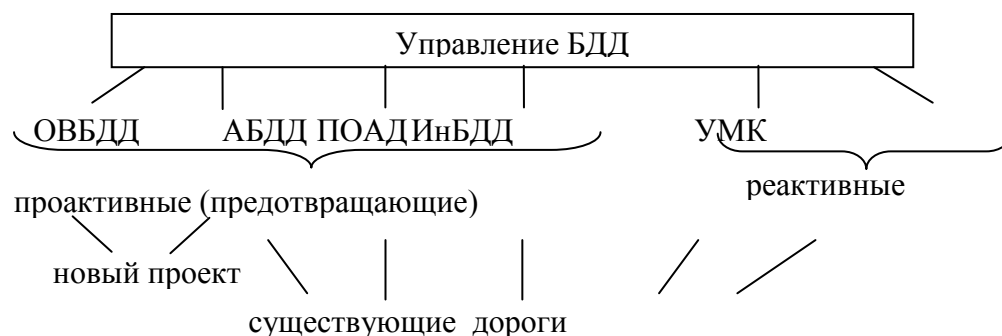 Управление БДД
ОВБДД АБДД ПОАД ИнБДД УМК
реактивные
проактивные (предотвращающие)
новый проект
существующие дороги